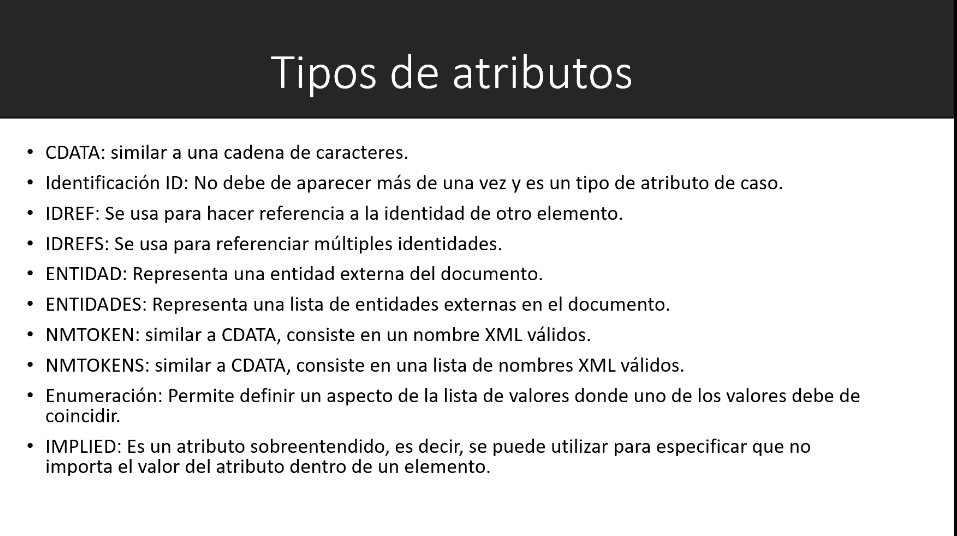 Tipos de atributos
• CDATA: similar a una cadena de caracteres.
• Identificación ID: No debe de aparecer más de una vez y es un tipo de atributo de caso.
• IDREF: Se usa para hacer referencia a la identidad de otro elemento.
• IDREFS: Se usa para referenciar múltiples identidades.
• ENTIDAD: Representa una entidad externa del documento.
• ENTIDADES: Representa una lista de entidades externas en el documento.
• NMTOKEN: similar a CDATA, consiste en un nombre XML válidos.
• NMTOKENS: similar a CDATA, consiste en una lista de nombres XML válidos.
• Enumeración: Permite definir un aspecto de la lista de valores donde uno de los valores debe de
coincidir.
• IMPLIED: Es un atributo sobreentendido, es decir, se puede utilizar para especificar que no
importa el valor del atributo dentro de un elemento.